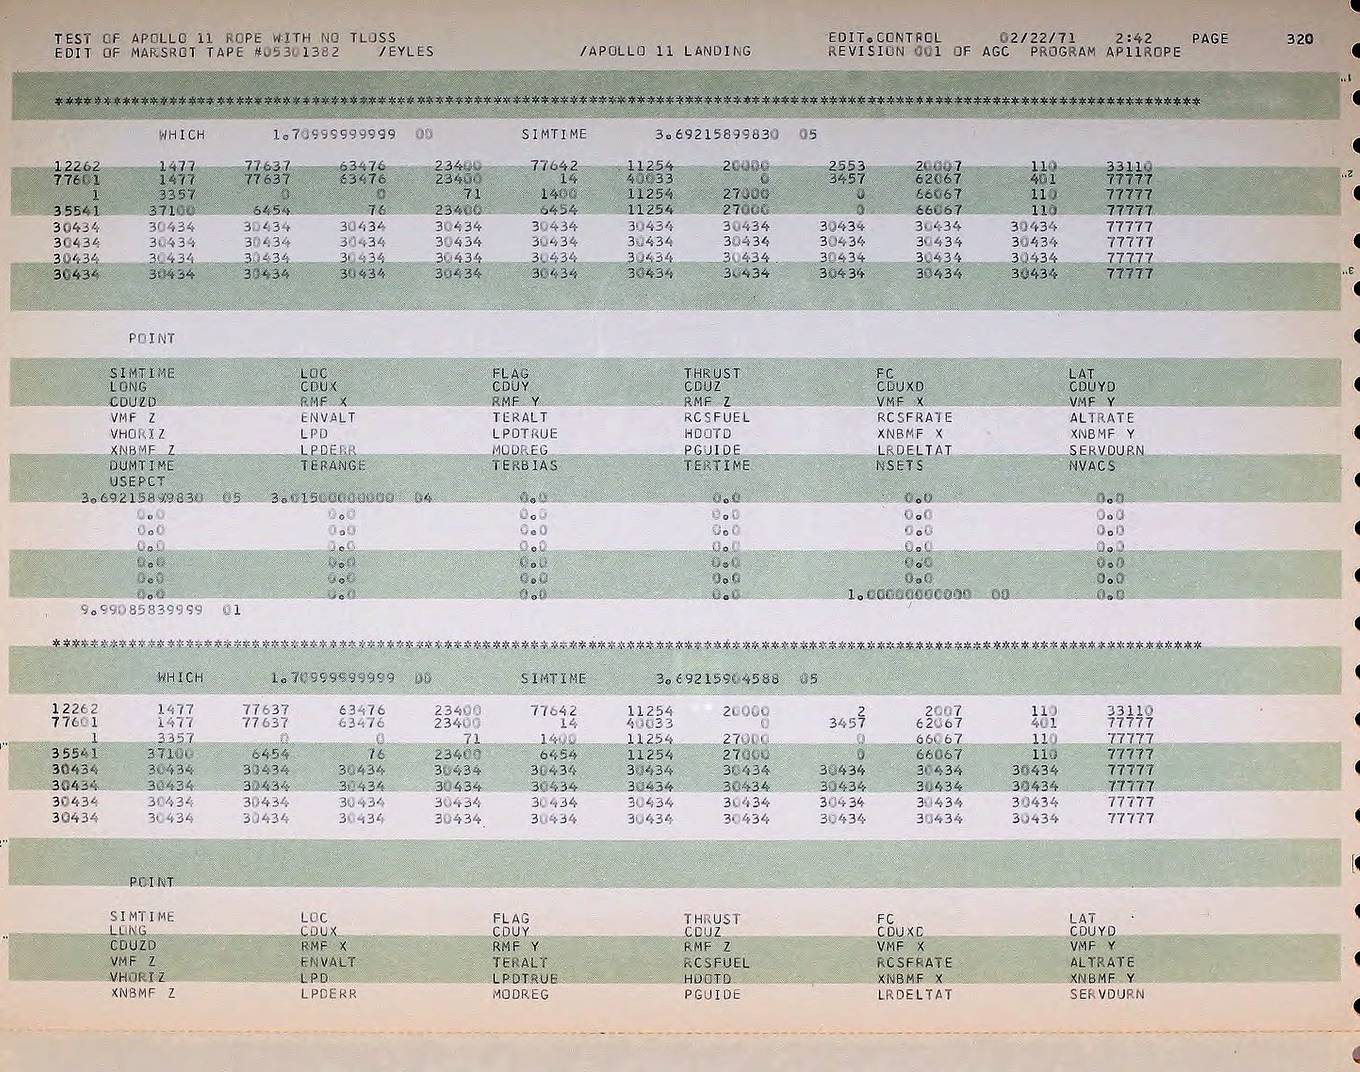 TEST OF APOLLO 11 ROPE WITH NO TLOSS EDIT.CONTROL 02/22/71 2:42 PAGE 320
EDIT OF MARSROT TAPE #05301382 /EYLES /APOLLO 11 LANDING REVISION 001 OF AGC PROGRAM AP11ROPE
************************************************************************************************************************
WHICH 1.70999999999 00 SIMTIME 3.69215899830 05
12262 1477 77637 63476 23400 77642 11254 20000 2553 20007 110 33110
77601 1477 77637 63476 23400 14 40033 0 3457 62067 401 77777
1 3357 0 0 71 1400 11254 27000 0 66067 110 77777
35541 37100 6454 76 23400 6454 11254 27000 0 66067 110 77777
30434 30434 30434 30434 30434 30434 30434 30434 30434 30434 30434 77777
30434 30434 30434 30434 30434 30434 30434 30434 30434 30434 30434 77777
30434 30434 30434 30434 30434 30434 30434 30434 30434 30434 30434 77777
30434 30434 30434 30434 30434 30434 30434 30434 30434 30434 30434 77777
POINT
SIMTIME LOC FLAG THRUST FC LAT
LONG CDUX CDUY CDUZ CDUXD CDUYD
CDUZD RMF X RMF Y RMF Z VMF X VMF Y
VMF Z ENVALT TERALT RCSFUEL RCSFRATE ALTRATE
VHORIZ LPD LPDTRUE HDOTD XNBMF X XNBMF Y
XNBMF Z LPDERR MODREG PGUIDE LRDELTAT SERVDURN
DUMTIME TERANGE TERBIAS TERTIME NSETS NVACS
USEPCT
3.69215899830 05 3.01500000000 04 0.0 0.0 0.0 0.0
0.0 0.0 0.0 0.0 0.0 0.0
0.0 0.0 0.0 0.0 0.0 0.0
0.0 0.0 0.0 0.0 0.0 0.0
0.0 0.0 0.0 0.0 0.0 0.0
0.0 0.0 0.0 0.0 0.0 0.0
0.0 0.0 0.0 0.0 1.00000000000 00 0.0
9.99085839999 01
************************************************************************************************************************
WHICH 1.70999999999 00 SIMTIME 3.69215904588 05
12262 1477 77637 63476 23400 77642 11254 20000 2 2007 110 33110
77601 1477 77637 63476 23400 14 40033 0 3457 62067 401 77777
1 3357 0 0 71 1400 11254 27000 0 66067 110 77777
35541 37100 6454 76 23400 6454 11254 27000 0 66067 110 77777
30434 30434 30434 30434 30434 30434 30434 30434 30434 30434 30434 77777
30434 30434 30434 30434 30434 30434 30434 30434 30434 30434 30434 77777
30434 30434 30434 30434 30434 30434 30434 30434 30434 30434 30434 77777
30434 30434 30434 30434 30434 30434 30434 30434 30434 30434 30434 77777
POINT
SIMTIME LOC FLAG THRUST FC LAT
LONG CDUX CDUY CDUZ CDUXD CDUYD
CDUZD RMF X RMF Y RMF Z VMF X VMF Y
VMF Z ENVALT TERALT RCSFUEL RCSFRATE ALTRATE
VHORIZ LPD LPDTRUE HDOTD XNBMF X XNBMF Y
XNBMF Z LPDERR MODREG PGUIDE LRDELTAT SERVDURN